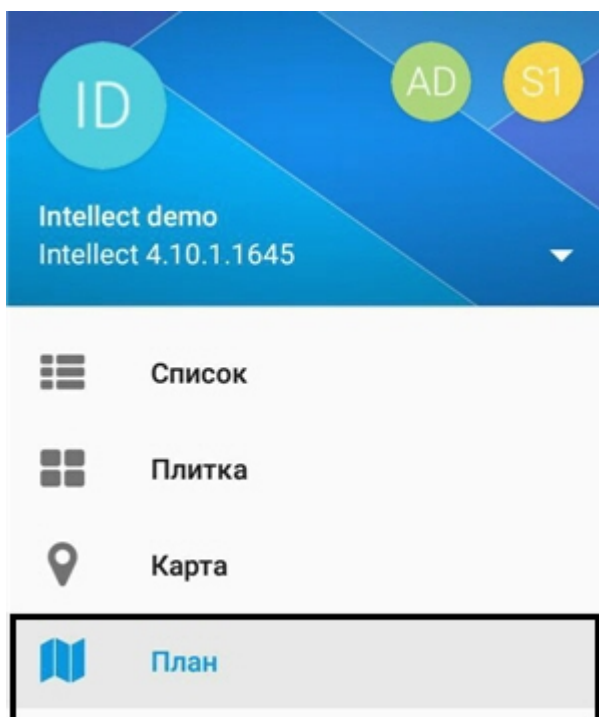 ID
AD
S1
Intellect demo
Intellect 4.10.1.1645
Список
Плитка
Карта
План